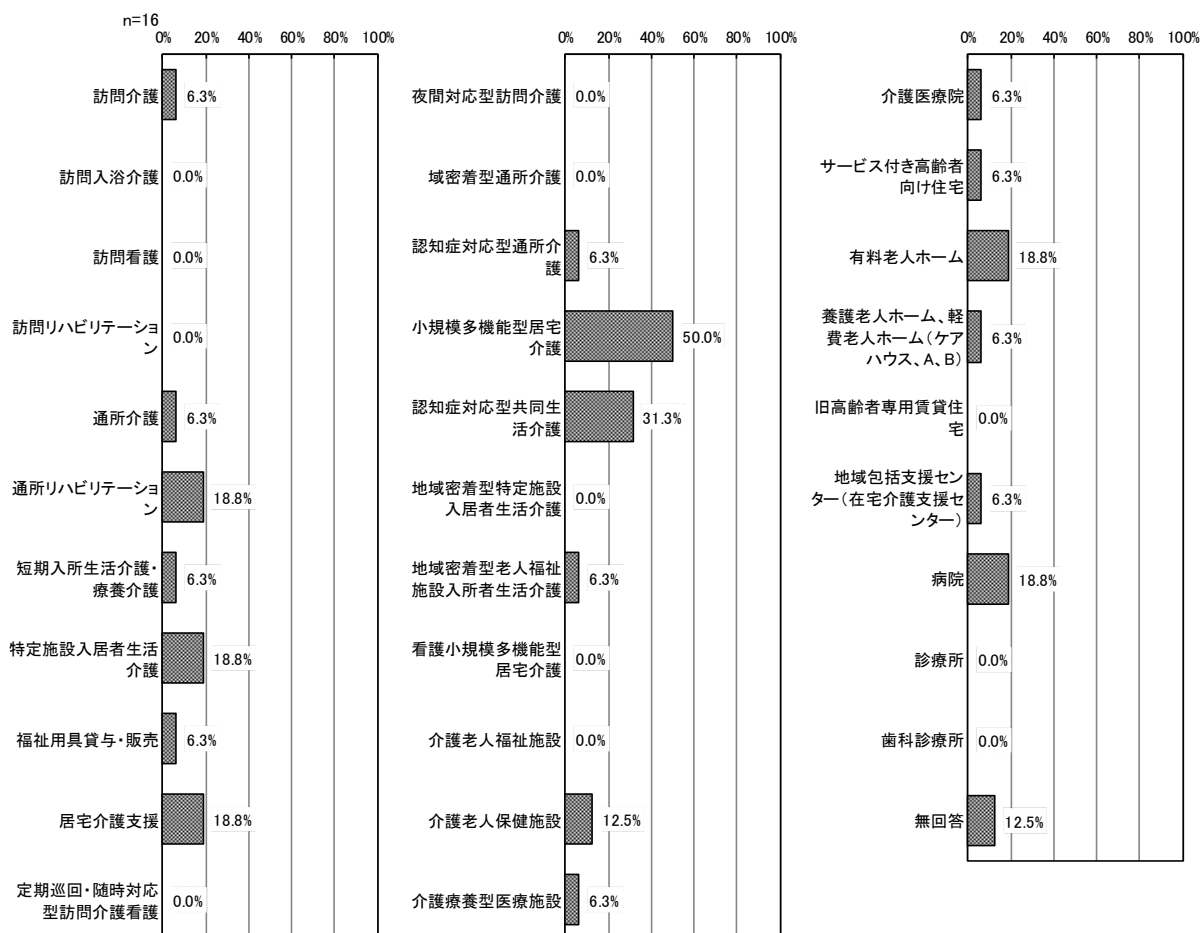 n=16
0% 20% 40% 60% 80% 100%
訪問介護 6.3%
訪問入浴介護 0.0%
訪問看護 0.0%
訪問リハビリテーショ
ン 0.0%
通所介護 6.3%
通所リハビリテーショ
ン 18.8%
短期入所生活介護・
療養介護 6.3%
特定施設入居者生活
介護 18.8%
福祉用具貸与・販売 6.3%
居宅介護支援 18.8%
定期巡回・随時対応
型訪問介護看護 0.0%
0% 20% 40% 60% 80% 100%
夜間対応型訪問介護 0.0%
域密着型通所介護 0.0%
認知症対応型通所介
護 6.3%
小規模多機能型居宅
介護 50.0%
認知症対応型共同生
活介護 31.3%
地域密着型特定施設
入居者生活介護 0.0%
地域密着型老人福祉
施設入所者生活介護 6.3%
看護小規模多機能型
居宅介護 0.0%
介護老人福祉施設 0.0%
介護老人保健施設 12.5%
介護療養型医療施設 6.3%
0% 20% 40% 60% 80% 100%
介護医療院 6.3%
サービス付き高齢者
向け住宅 6.3%
有料老人ホーム 18.8%
養護老人ホーム、軽
費老人ホーム(ケア
ハウス、A、B) 6.3%
旧高齢者専用賃貸住
宅 0.0%
地域包括支援セン
ター(在宅介護支援セ
ンター) 6.3%
病院 18.8%
診療所 0.0%
歯科診療所 0.0%
無回答 12.5%